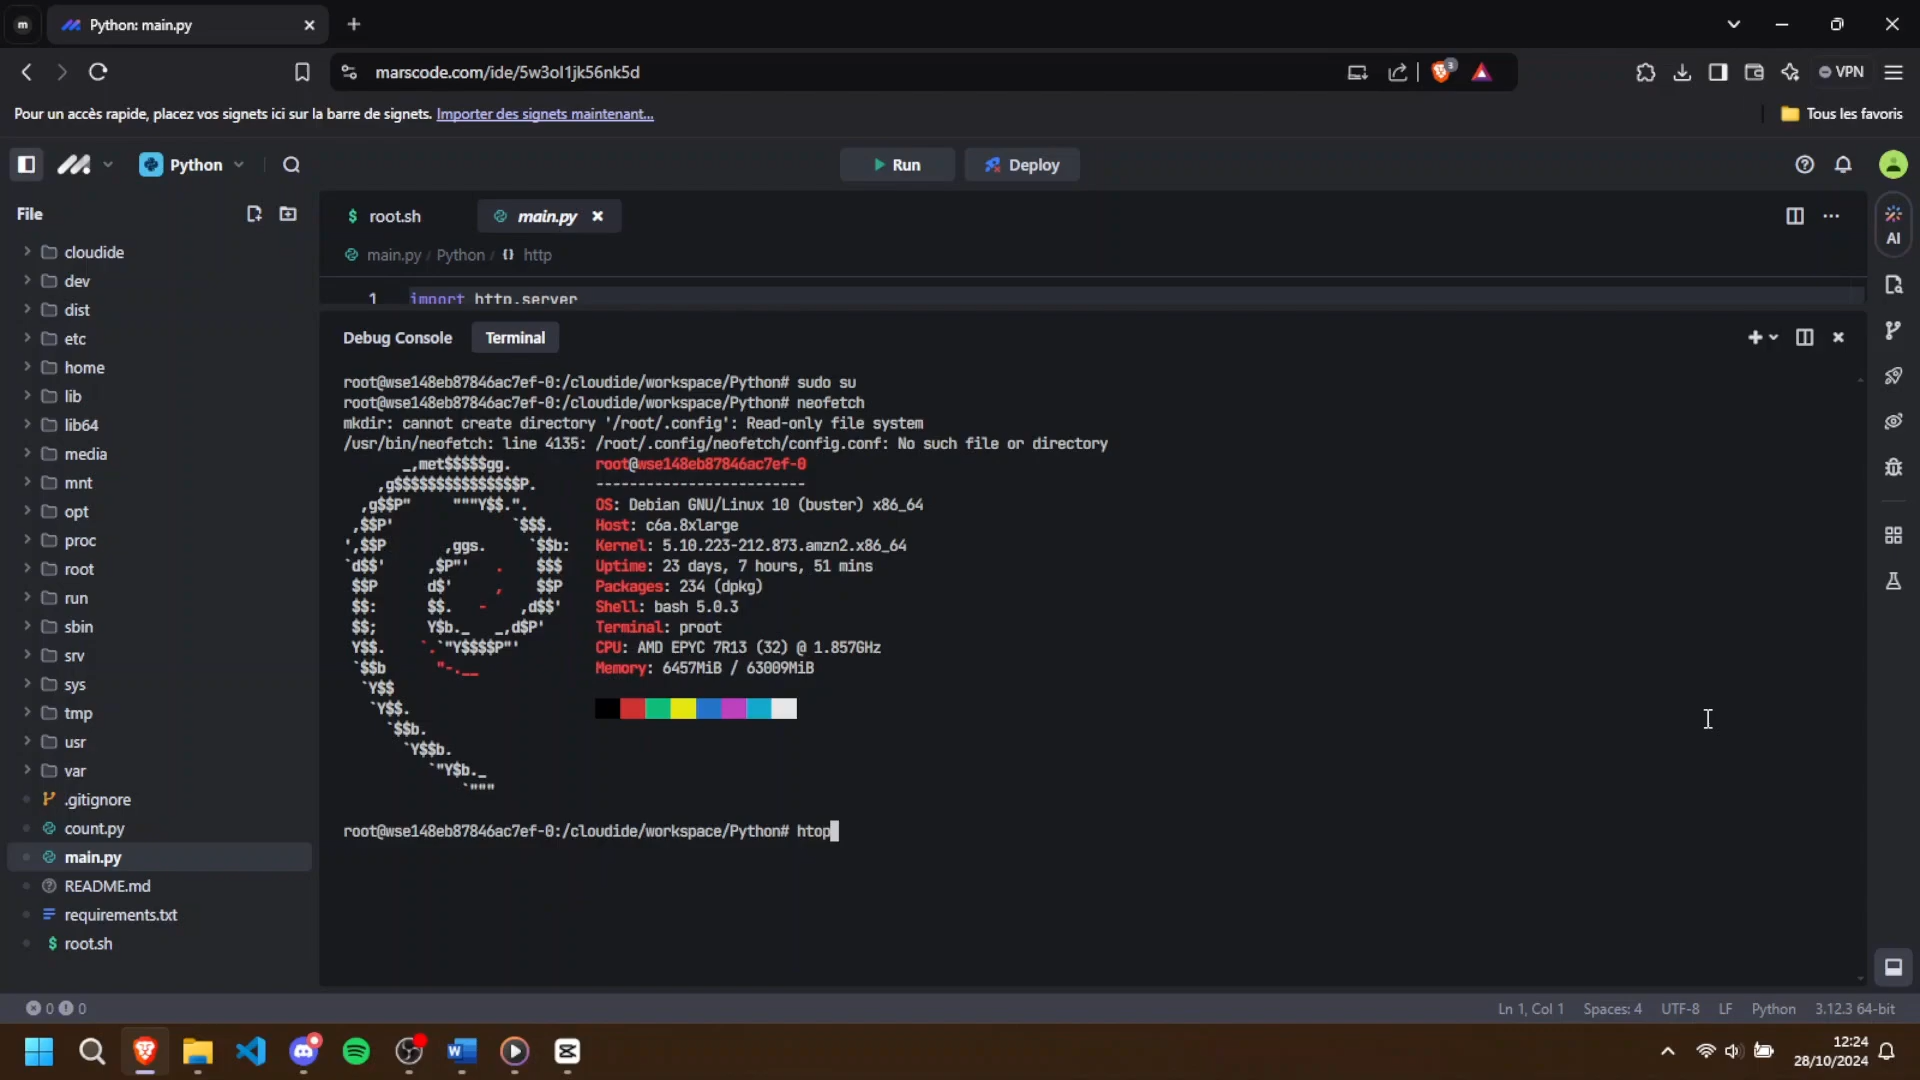 m
Python: main.py
marscode.com/ide/5w3ol1jk56nk5d
3
VPN
Pour un accès rapide, placez vos signets ici sur la barre de signets. Importer des signets maintenant...
Tous les favoris
Python
Run
Deploy
File
root.sh
main.py
AI
main.py / Python / {} http
cloudide
dev
dist
etc
home
lib
lib64
media
mnt
opt
proc
root
run
sbin
srv
sys
tmp
usr
var
.gitignore
count.py
main.py
README.md
requirements.txt
$ root.sh
1 import http.server
Debug Console
Terminal
root@wse148eb87846ac7ef-0:/cloudide/workspace/Python# sudo su
root@wse148eb87846ac7ef-0:/cloudide/workspace/Python# neofetch
mkdir: cannot create directory '/root/.config': Read-only file system
/usr/bin/neofetch: line 4135: /root/.config/neofetch/config.conf: No such file or directory
_,met$$$$$gg. root@wse148eb87846ac7ef-0
,g$$$$$$$$$$$$$$$P. -------------------------
,g$$P" """Y$$.". OS: Debian GNU/Linux 10 (buster) x86_64
,$$P' `$$$. Host: c6a.8xlarge
',$$P ,ggs. `$$b: Kernel: 5.10.223-212.873.amzn2.x86_64
`d$$' ,$P"' . $$$ Uptime: 23 days, 7 hours, 51 mins
$$P d$' , $$P Packages: 234 (dpkg)
$$: $$. - ,d$$' Shell: bash 5.0.3
$$; Y$b._ _,d$P' Terminal: proot
Y$$. `.`"Y$$$$P"' CPU: AMD EPYC 7R13 (32) @ 1.857GHz
`$$b "-.__ Memory: 6457MiB / 63009MiB
`Y$$
`Y$$.
`$$b.
`Y$$b.
`"Y$b._
`"""
root@wse148eb87846ac7ef-0:/cloudide/workspace/Python# htop
0 0
Ln 1, Col 1
Spaces: 4
UTF-8
LF
Python
3.12.3 64-bit
12:24
28/10/2024